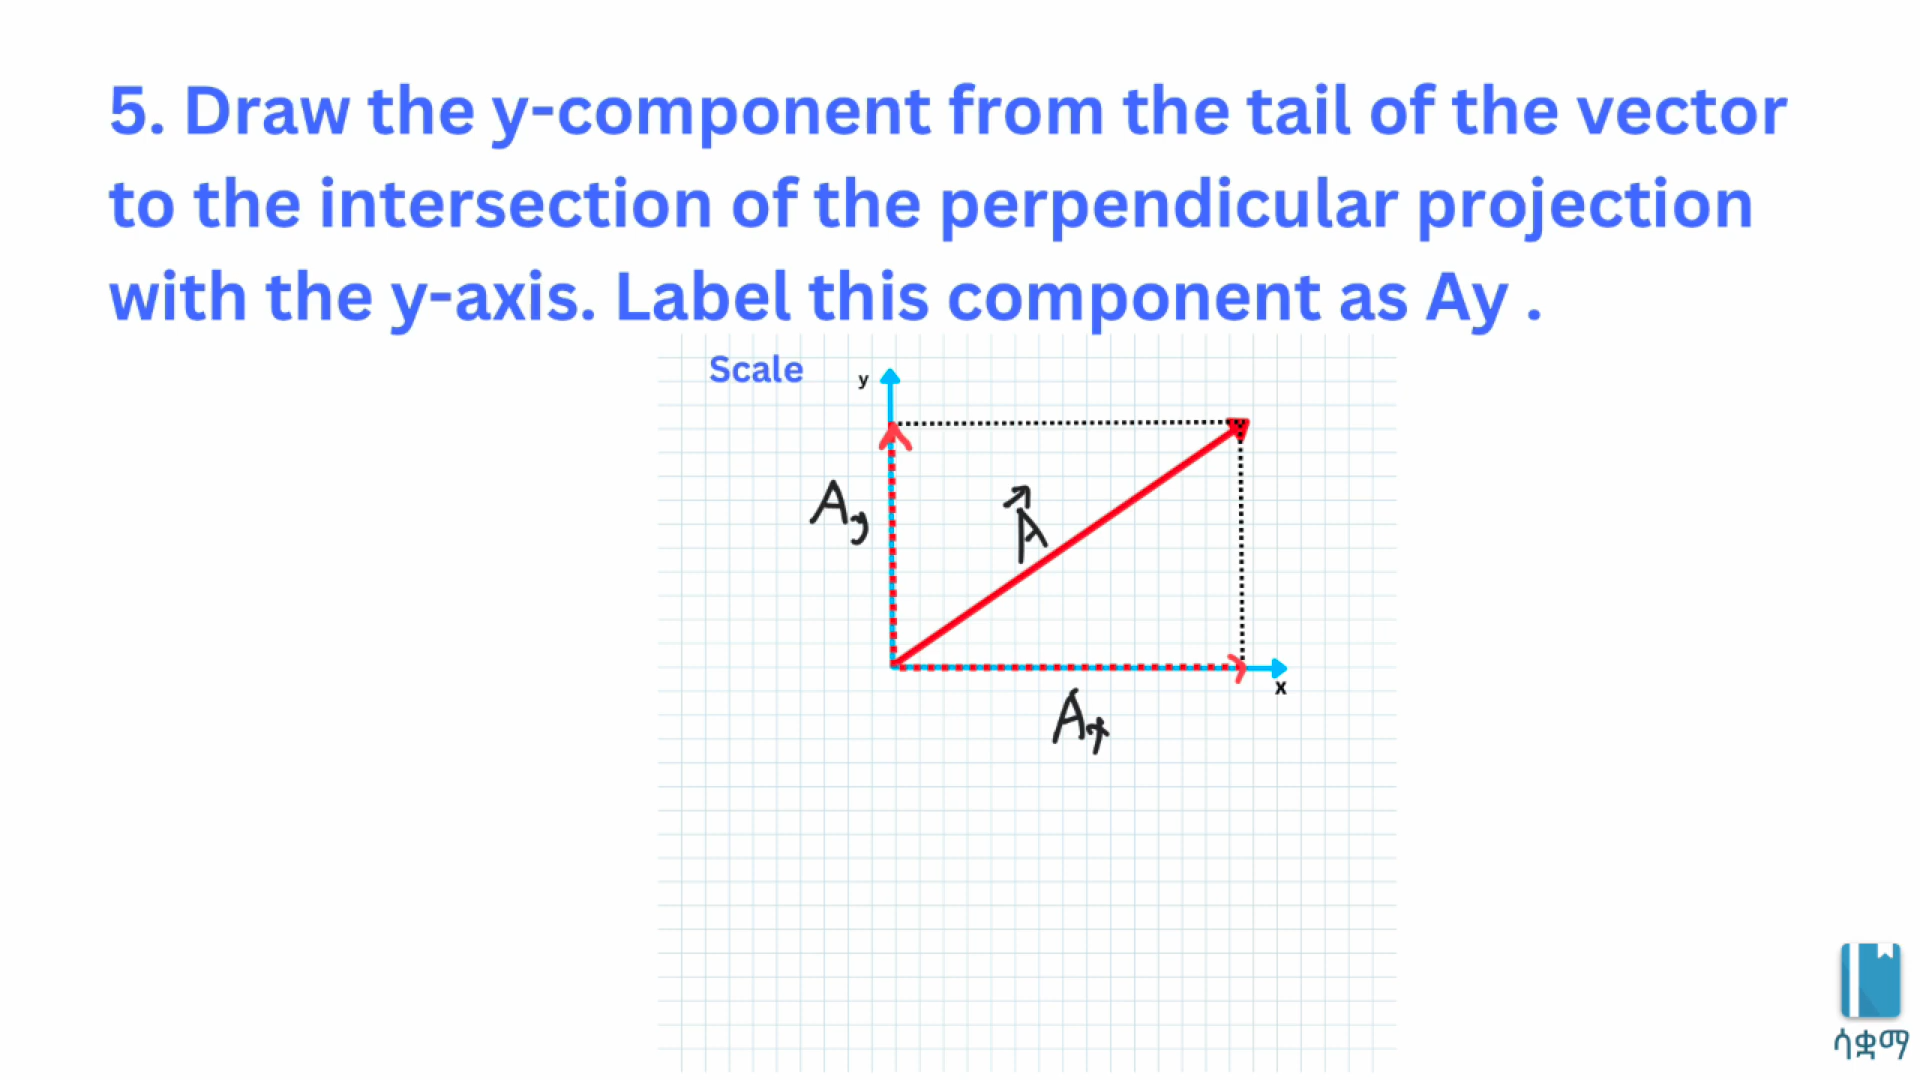 5. Draw the y-component from the tail of the vector
to the intersection of the perpendicular projection
with the y-axis. Label this component as Ay .
Scale
y
Ay
A
x
Ax
ሳቋማ